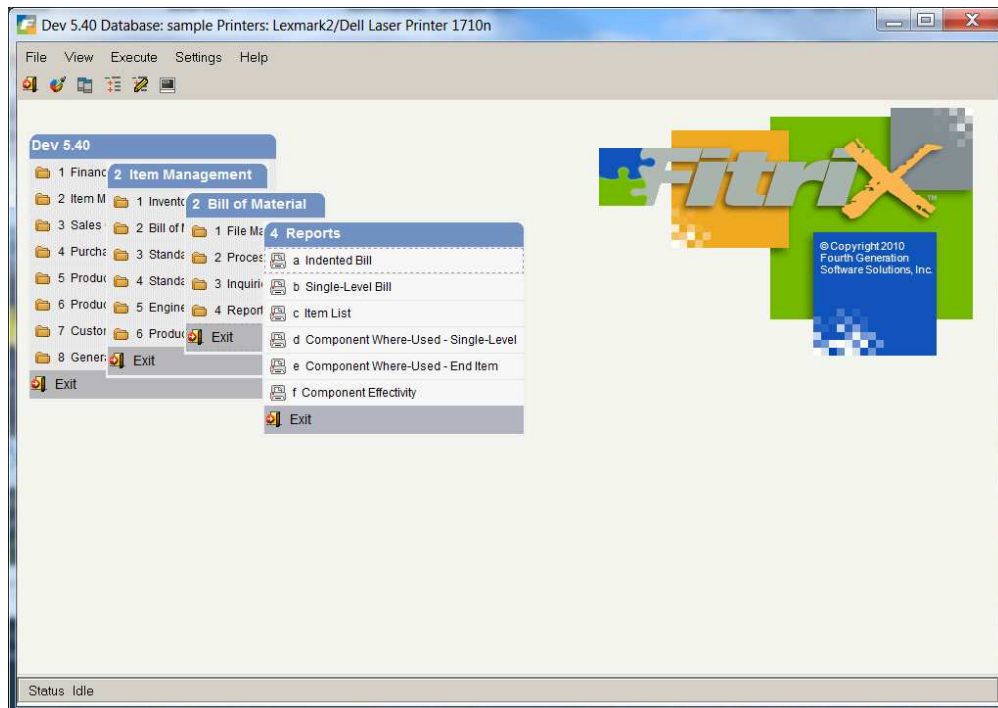 Dev 5.40 Database: sample Printers: Lexmark2/Dell Laser Printer 1710n
File View Execute Settings Help
Dev 5.40
1 Financ
2 Item M
3 Sales
4 Purcha
5 Produc
6 Produc
7 Custor
8 Genera
Exit
2 Item Management
1 Invento
2 Bill of M
3 Standa
4 Standa
5 Engine
6 Produc
Exit
2 Bill of Material
1 File Ma
2 Proces
3 Inquiri
4 Report
Exit
4 Reports
a Indented Bill
b Single-Level Bill
c Item List
d Component Where-Used - Single-Level
e Component Where-Used - End Item
f Component Effectivity
Exit
FitriX™
©Copyright 2010
Fourth Generation
Software Solutions, Inc.
Status Idle